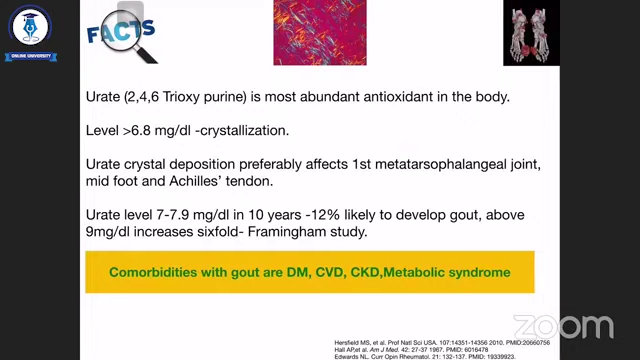 ONLINE UNIVERSITY
FACTS
Urate (2,4,6 Trioxy purine) is most abundant antioxidant in the body.
Level >6.8 mg/dl -crystallization.
Urate crystal deposition preferably affects 1st metatarsophalangeal joint,
mid foot and Achilles’ tendon.
Urate level 7-7.9 mg/dl in 10 years -12% likely to develop gout, above
9mg/dl increases sixfold- Framingham study.
Comorbidities with gout are DM, CVD, CKD,Metabolic syndrome
zoom
Hersfield MS, et al. Prof Natl Sci USA. 107:14351-14356 2010. PMID:20660756
Hall AP,et al. Am J Med. 42: 27-37 1967. PMID: 6016478
Edwards NL. Curr Opin Rheumatol. 21: 132-137. PMID: 19339923.